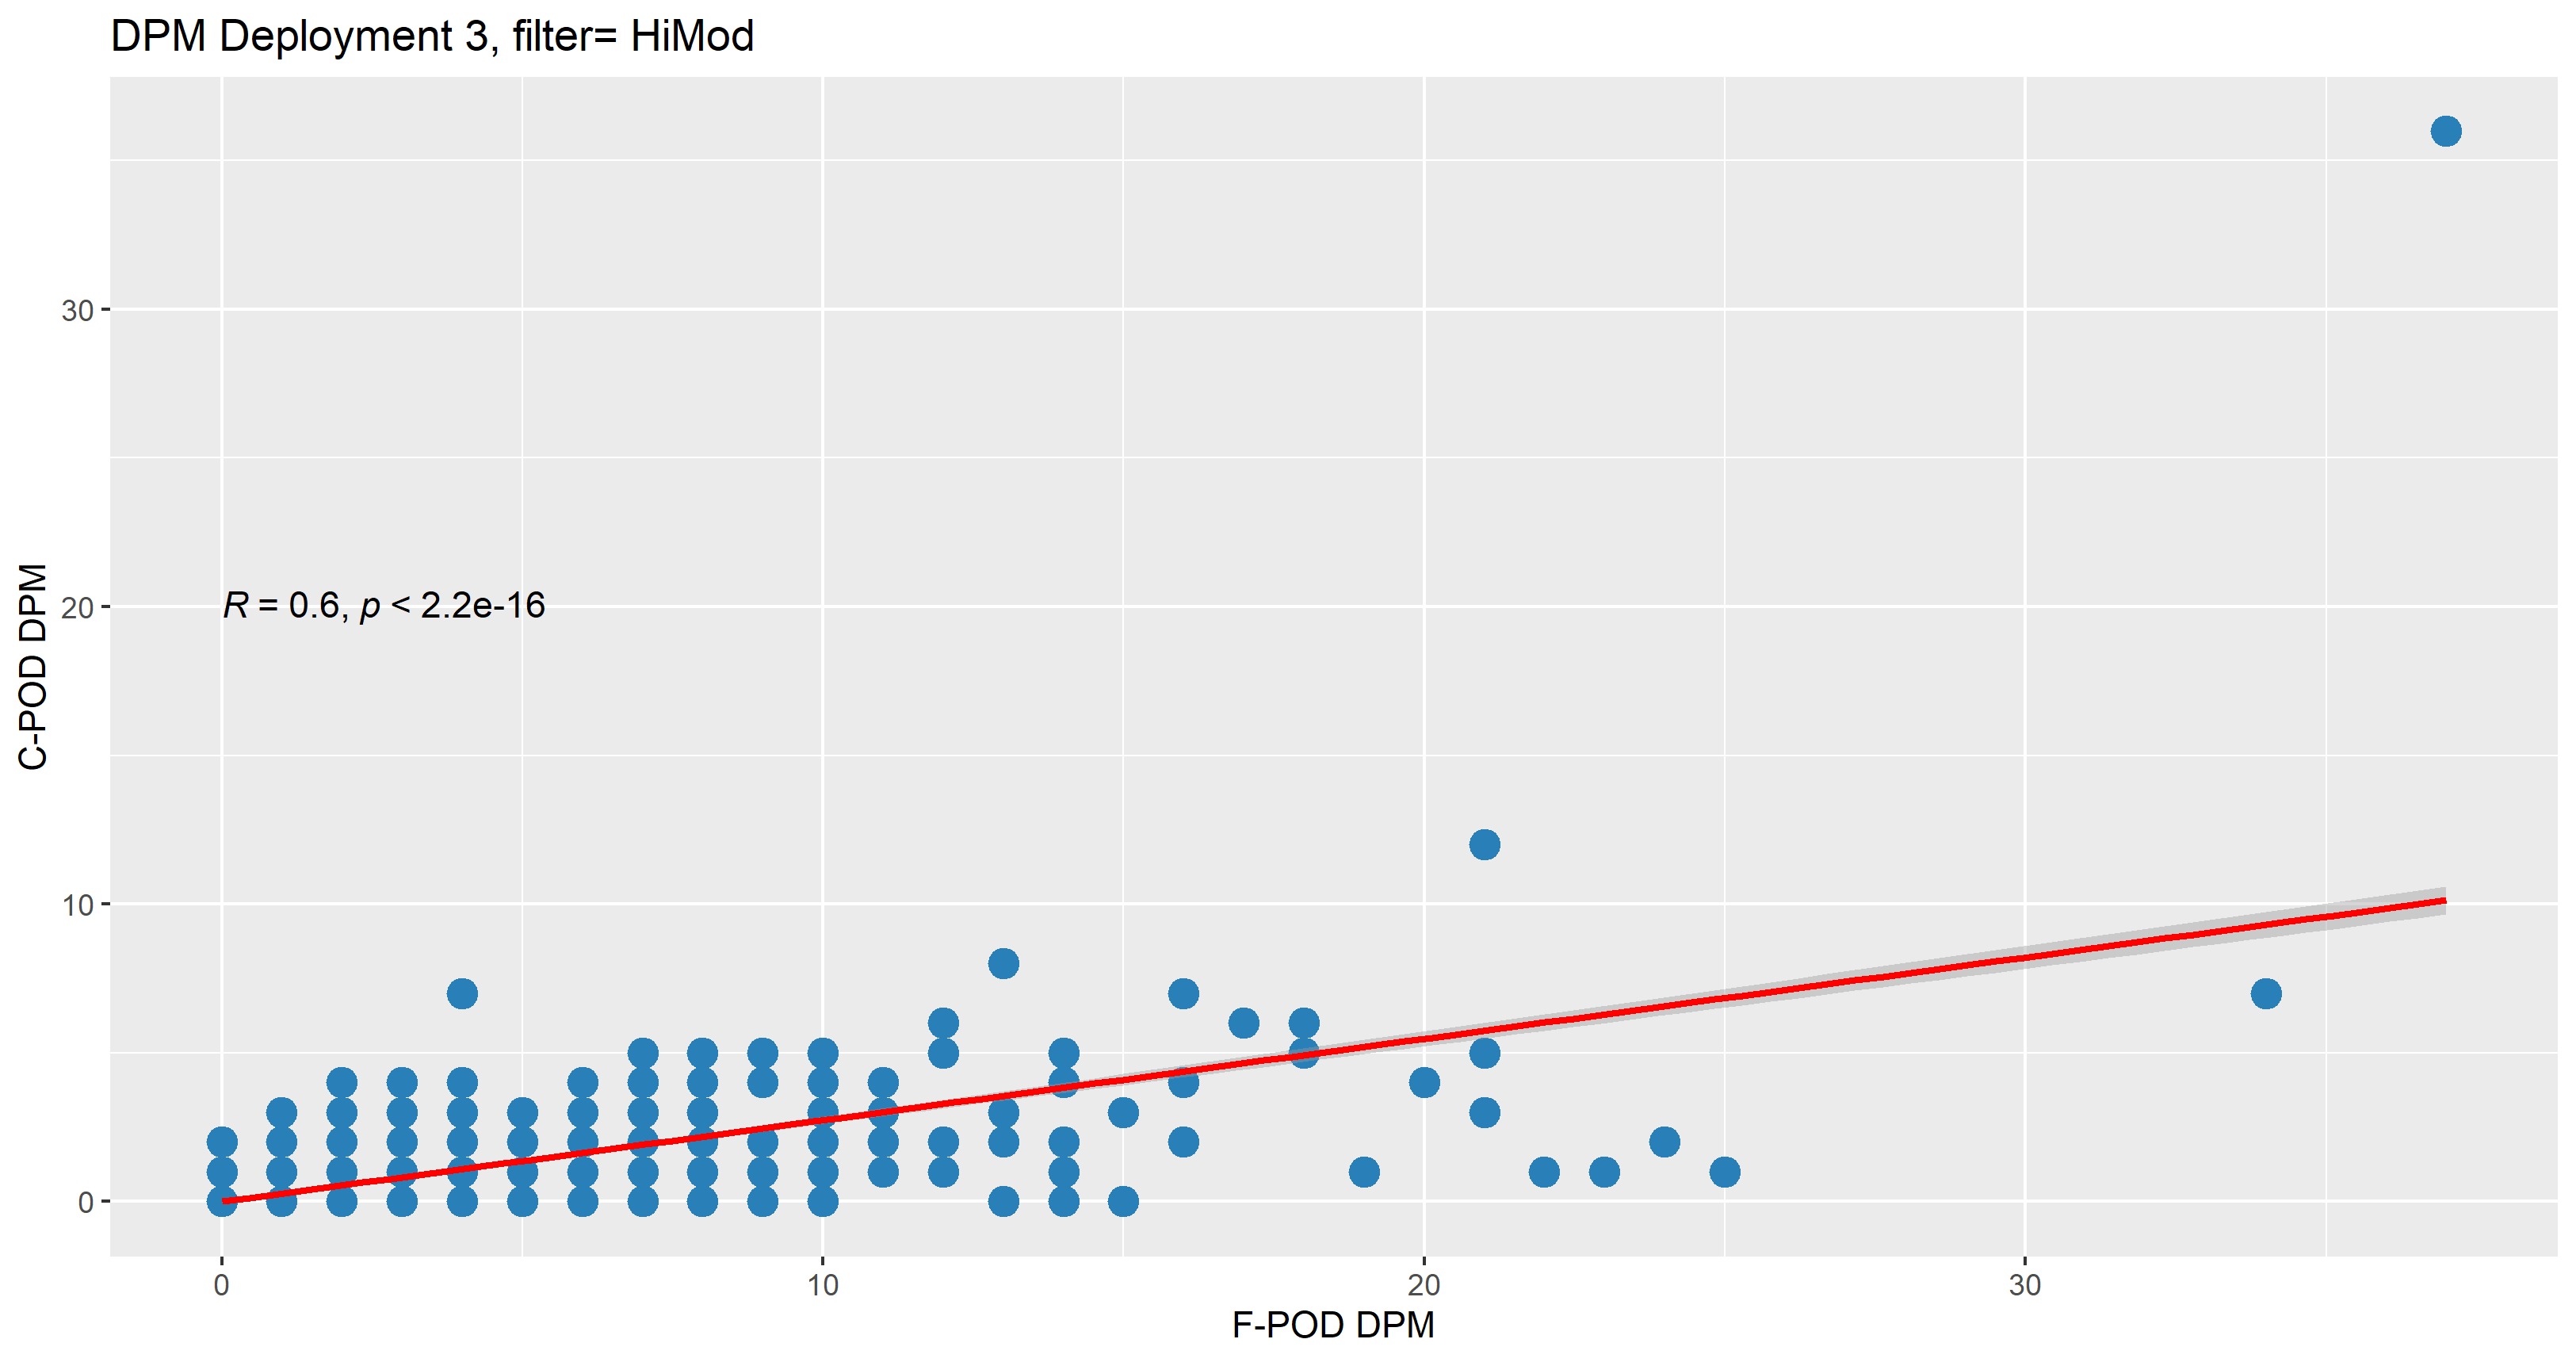 DPM Deployment 3, filter= HiMod
C-POD DPM
30
20
10
0
R = 0.6, p < 2.2e-16
0 10 20 30
F-POD DPM